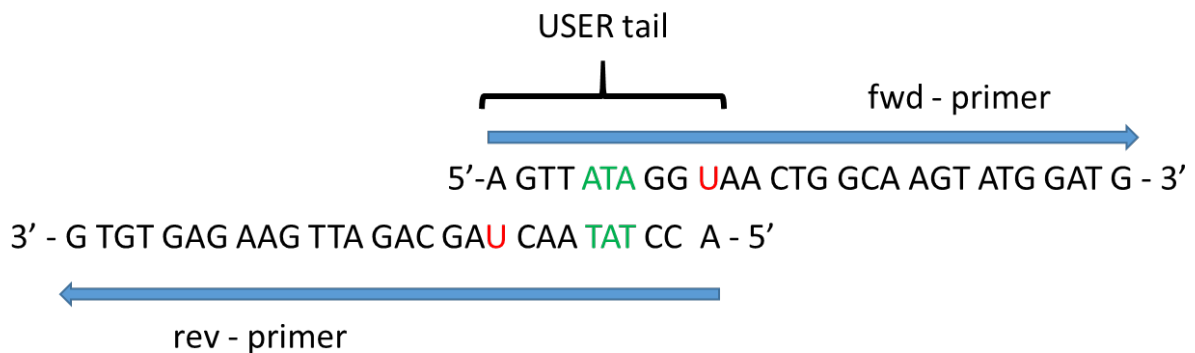 USER tail
fwd - primer
5’-A GTT ATA GG UAA CTG GCA AGT ATG GAT G - 3’
3’ - G TGT GAG AAG TTA GAC GAU CAA TAT CC A - 5’
rev - primer